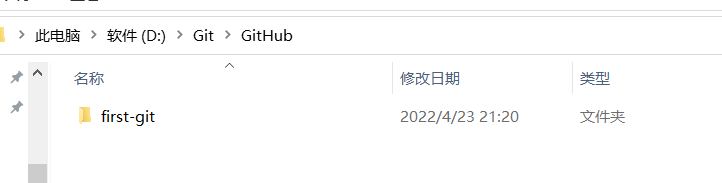 此电脑 > 软件 (D:) > Git > GitHub
名称 修改日期 类型
first-git 2022/4/23 21:20 文件夹